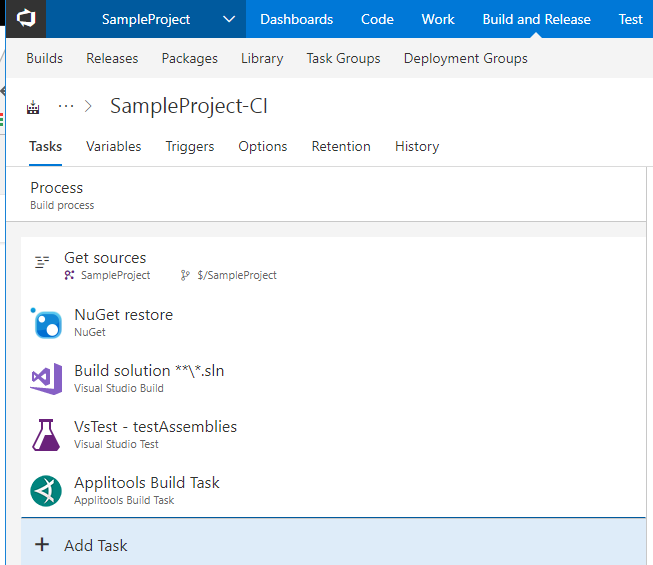 SampleProject
Dashboards Code Work Build and Release Test
Builds Releases Packages Library Task Groups Deployment Groups
··· > SampleProject-CI
Tasks Variables Triggers Options Retention History
Process
Build process
Get sources
SampleProject $/SampleProject
NuGet restore
NuGet
Build solution **\*.sln
Visual Studio Build
VsTest - testAssemblies
Visual Studio Test
Applitools Build Task
Applitools Build Task
+ Add Task